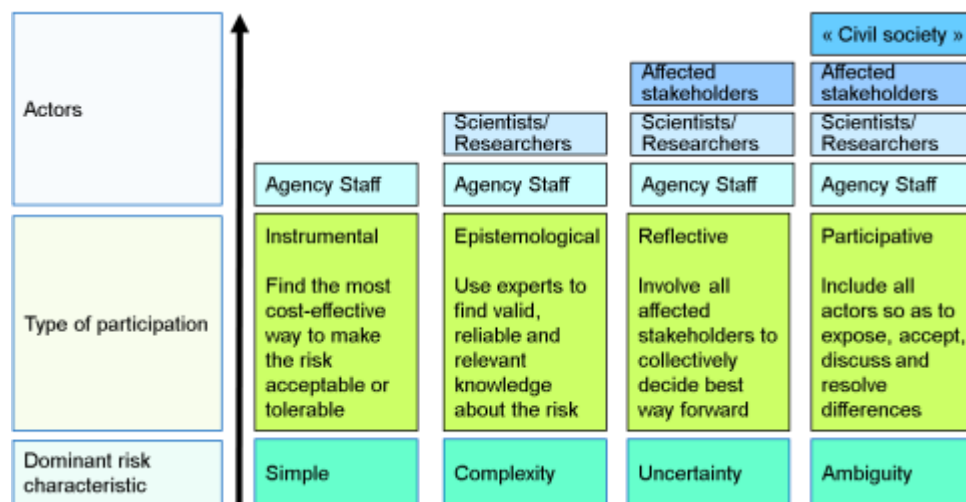 Actors
« Civil society »
Affected
stakeholders
Affected
stakeholders
Scientists/
Researchers
Scientists/
Researchers
Scientists/
Researchers
Agency Staff
Agency Staff
Agency Staff
Agency Staff
Type of participation
Instrumental
Find the most
cost-effective
way to make
the risk
acceptable or
tolerable
Epistemological
Use experts to
find valid,
reliable and
relevant
knowledge
about the risk
Reflective
Involve all
affected
stakeholders to
collectively
decide best
way forward
Participative
Include all
actors so as to
expose, accept,
discuss and
resolve
differences
Dominant risk
characteristic
Simple
Complexity
Uncertainty
Ambiguity